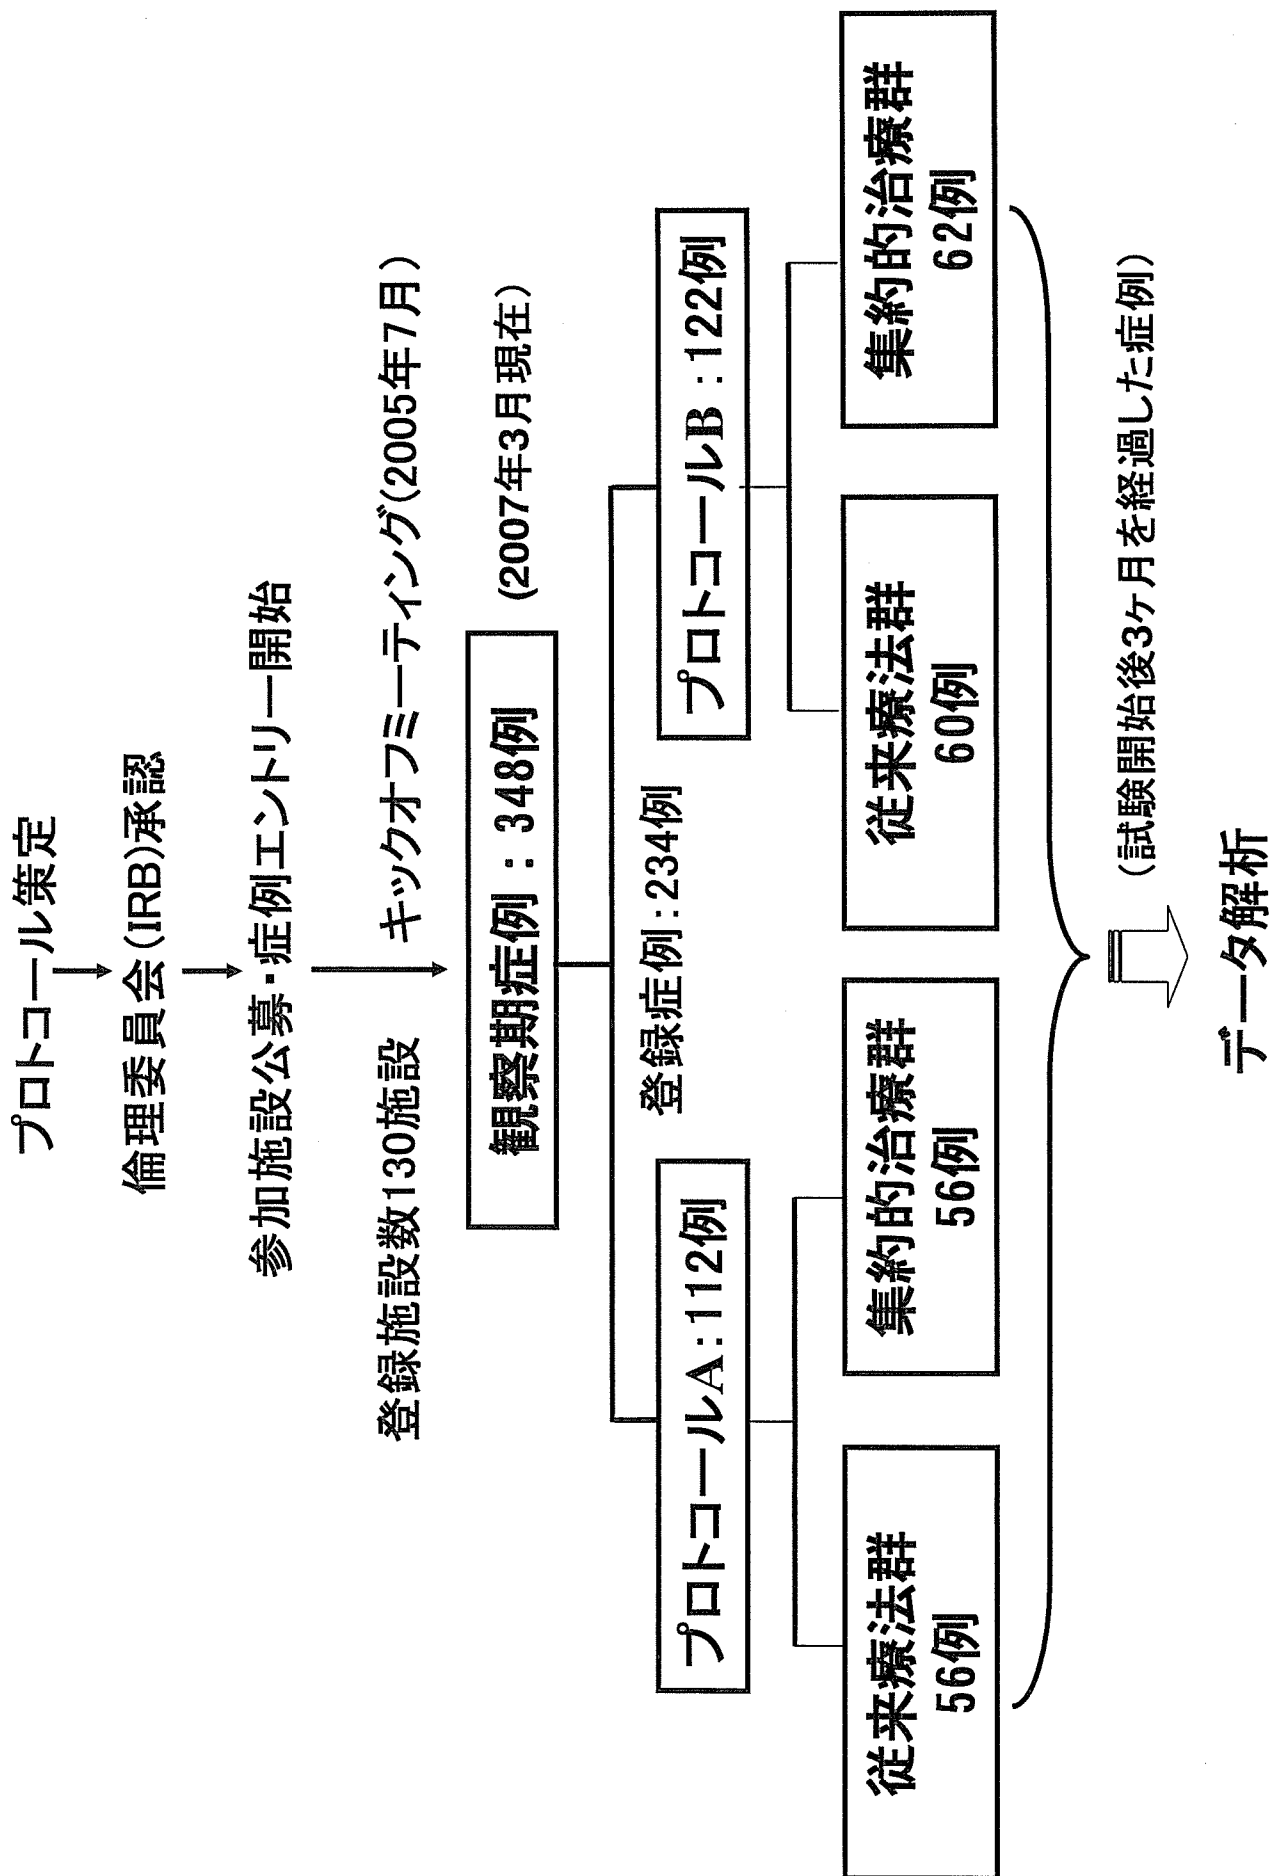 プロトコール策定
倫理委員会(IRB)承認
参加施設公募・症例エントリー開始
登録施設数130施設
キックオフミーティング(2005年7月)
観察期症例:348例
(2007年3月現在)
登録症例:234例
プロトコールA:112例
プロトコールB:122例
従来療法群
56例
集約的治療群
56例
従来療法群
60例
集約的治療群
62例
(試験開始後3ヶ月を経過した症例)
データ解析